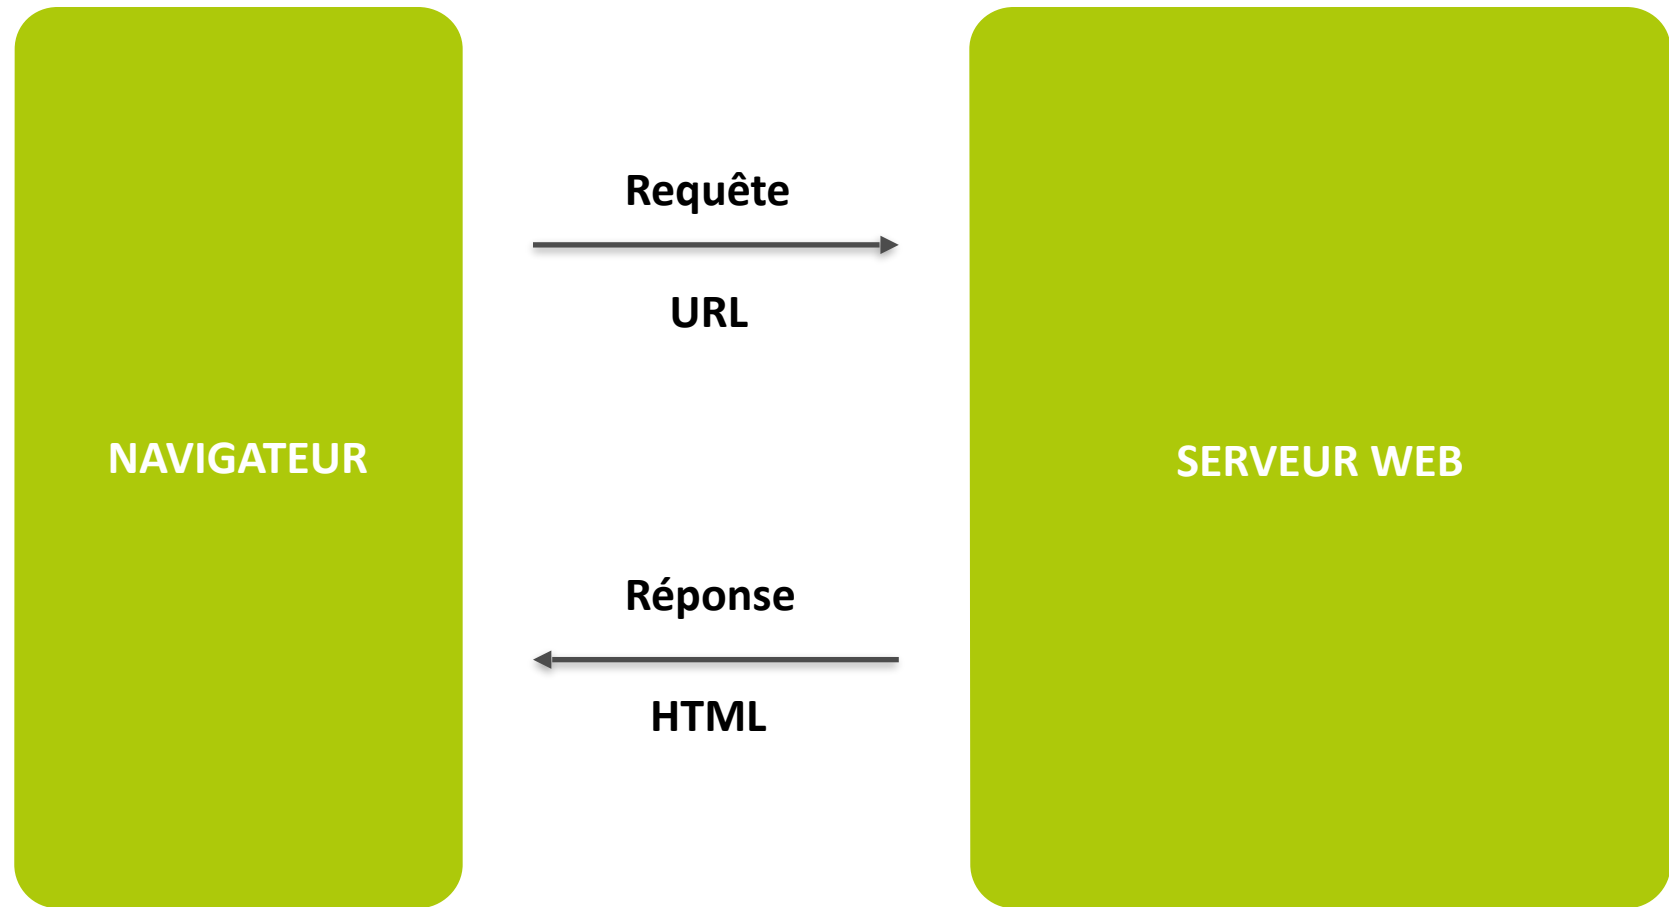 Requête
URL
NAVIGATEUR
SERVEUR WEB
Réponse
HTML